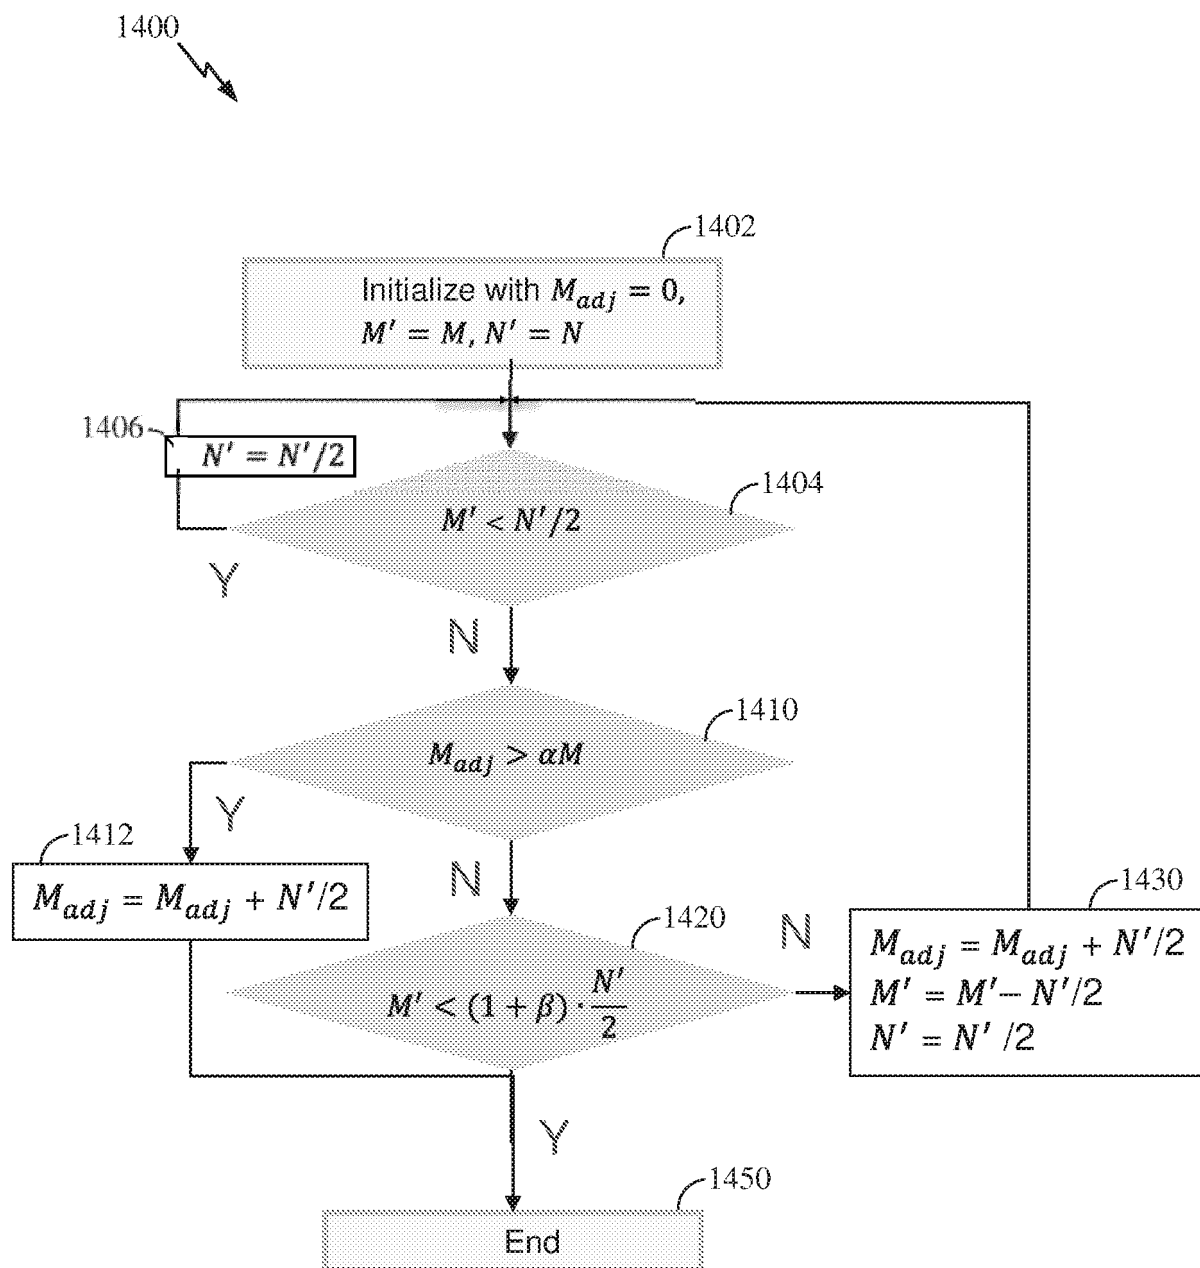 1400
1402
Initialize with M_adj = 0,
M' = M, N' = N
1406
N' = N'/2
1404
M' < N'/2
Y
N
1410
M_adj > αM
Y
1412
N
M_adj = M_adj + N'/2
1420
N
1430
M' < (1 + β) · N'/2
M_adj = M_adj + N'/2
M' = M' − N'/2
N' = N' /2
Y
1450
End